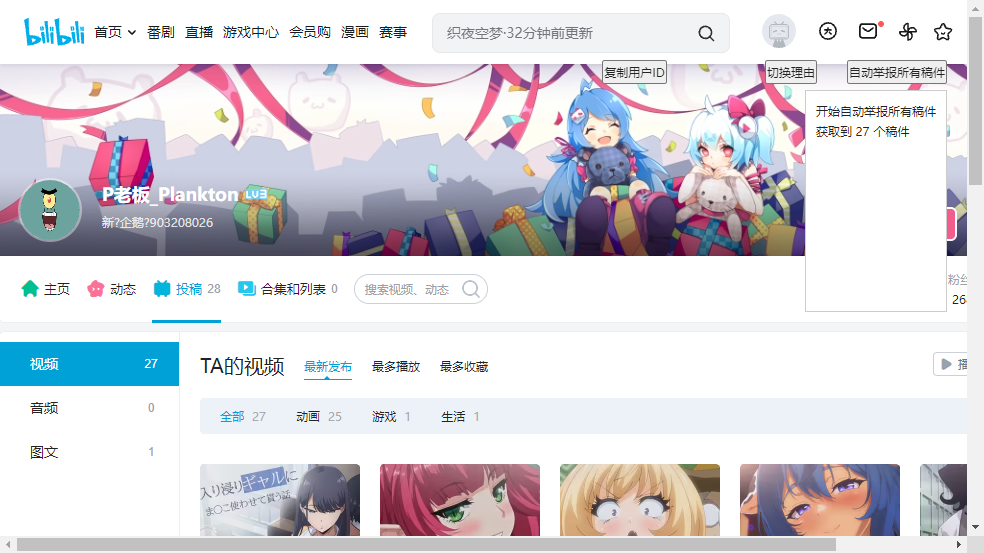 bilibili 首页 番剧 直播 游戏中心 会员购 漫画 赛事 织夜空梦·32分钟前更新
复制用户ID 切换理由 自动举报所有稿件
开始自动举报所有稿件
获取到 27 个稿件
P老板_Plankton LV3
新?企鹅?903208026
主页 动态 投稿 28 合集和列表 0 搜索视频、动态 粉丝
26
视频 27
音频 0
图文 1
TA的视频 最新发布 最多播放 最多收藏 播
全部 27 动画 25 游戏 1 生活 1
入り浸りギャルに
ま〇こ使わせて貰う話